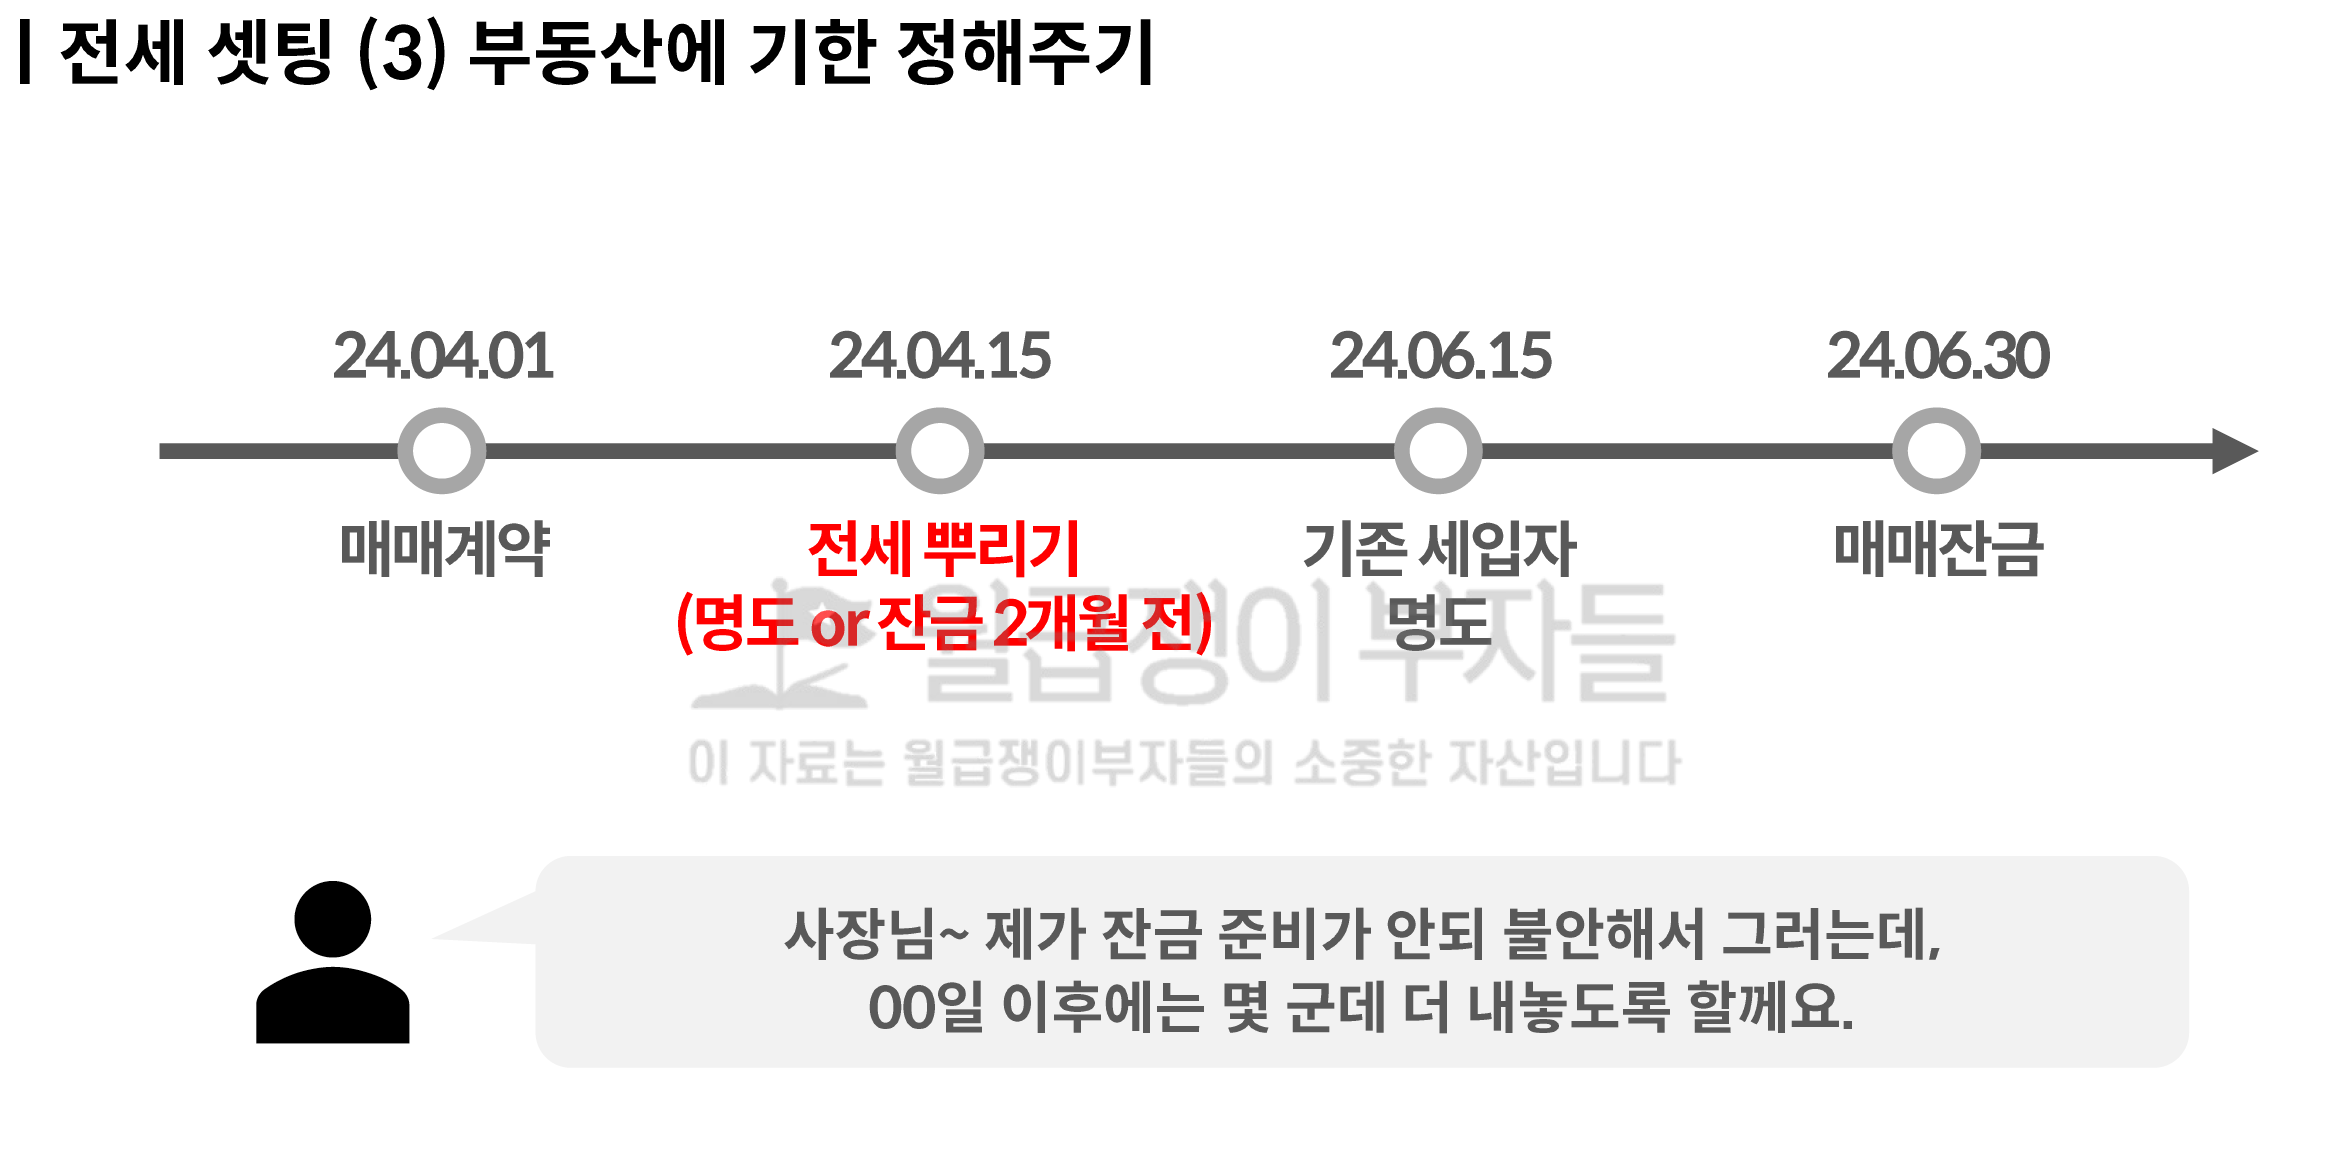 | 전세 셋팅 (3) 부동산에 기한 정해주기
24.04.01
24.04.15
24.06.15
24.06.30
매매계약
전세 뿌리기
(명도 or 잔금 2개월 전)
기존 세입자
명도
매매잔금
월급쟁이 부자들
이 자료는 월급쟁이부자들의 소중한 자산입니다
사장님~ 제가 잔금 준비가 안되 불안해서 그러는데,
00일 이후에는 몇 군데 더 내놓도록 할께요.